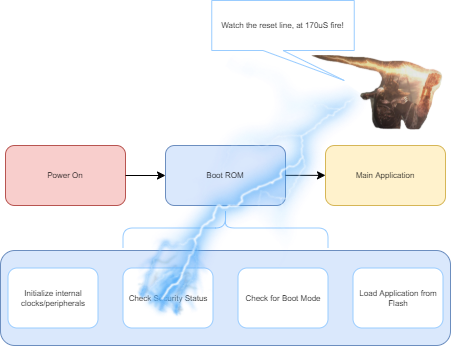 Watch the reset line, at 170uS fire!
Power On
Boot ROM
Main Application
Initialize internal
clocks/peripherals
Check Security Status
Check for Boot Mode
Load Application from
Flash